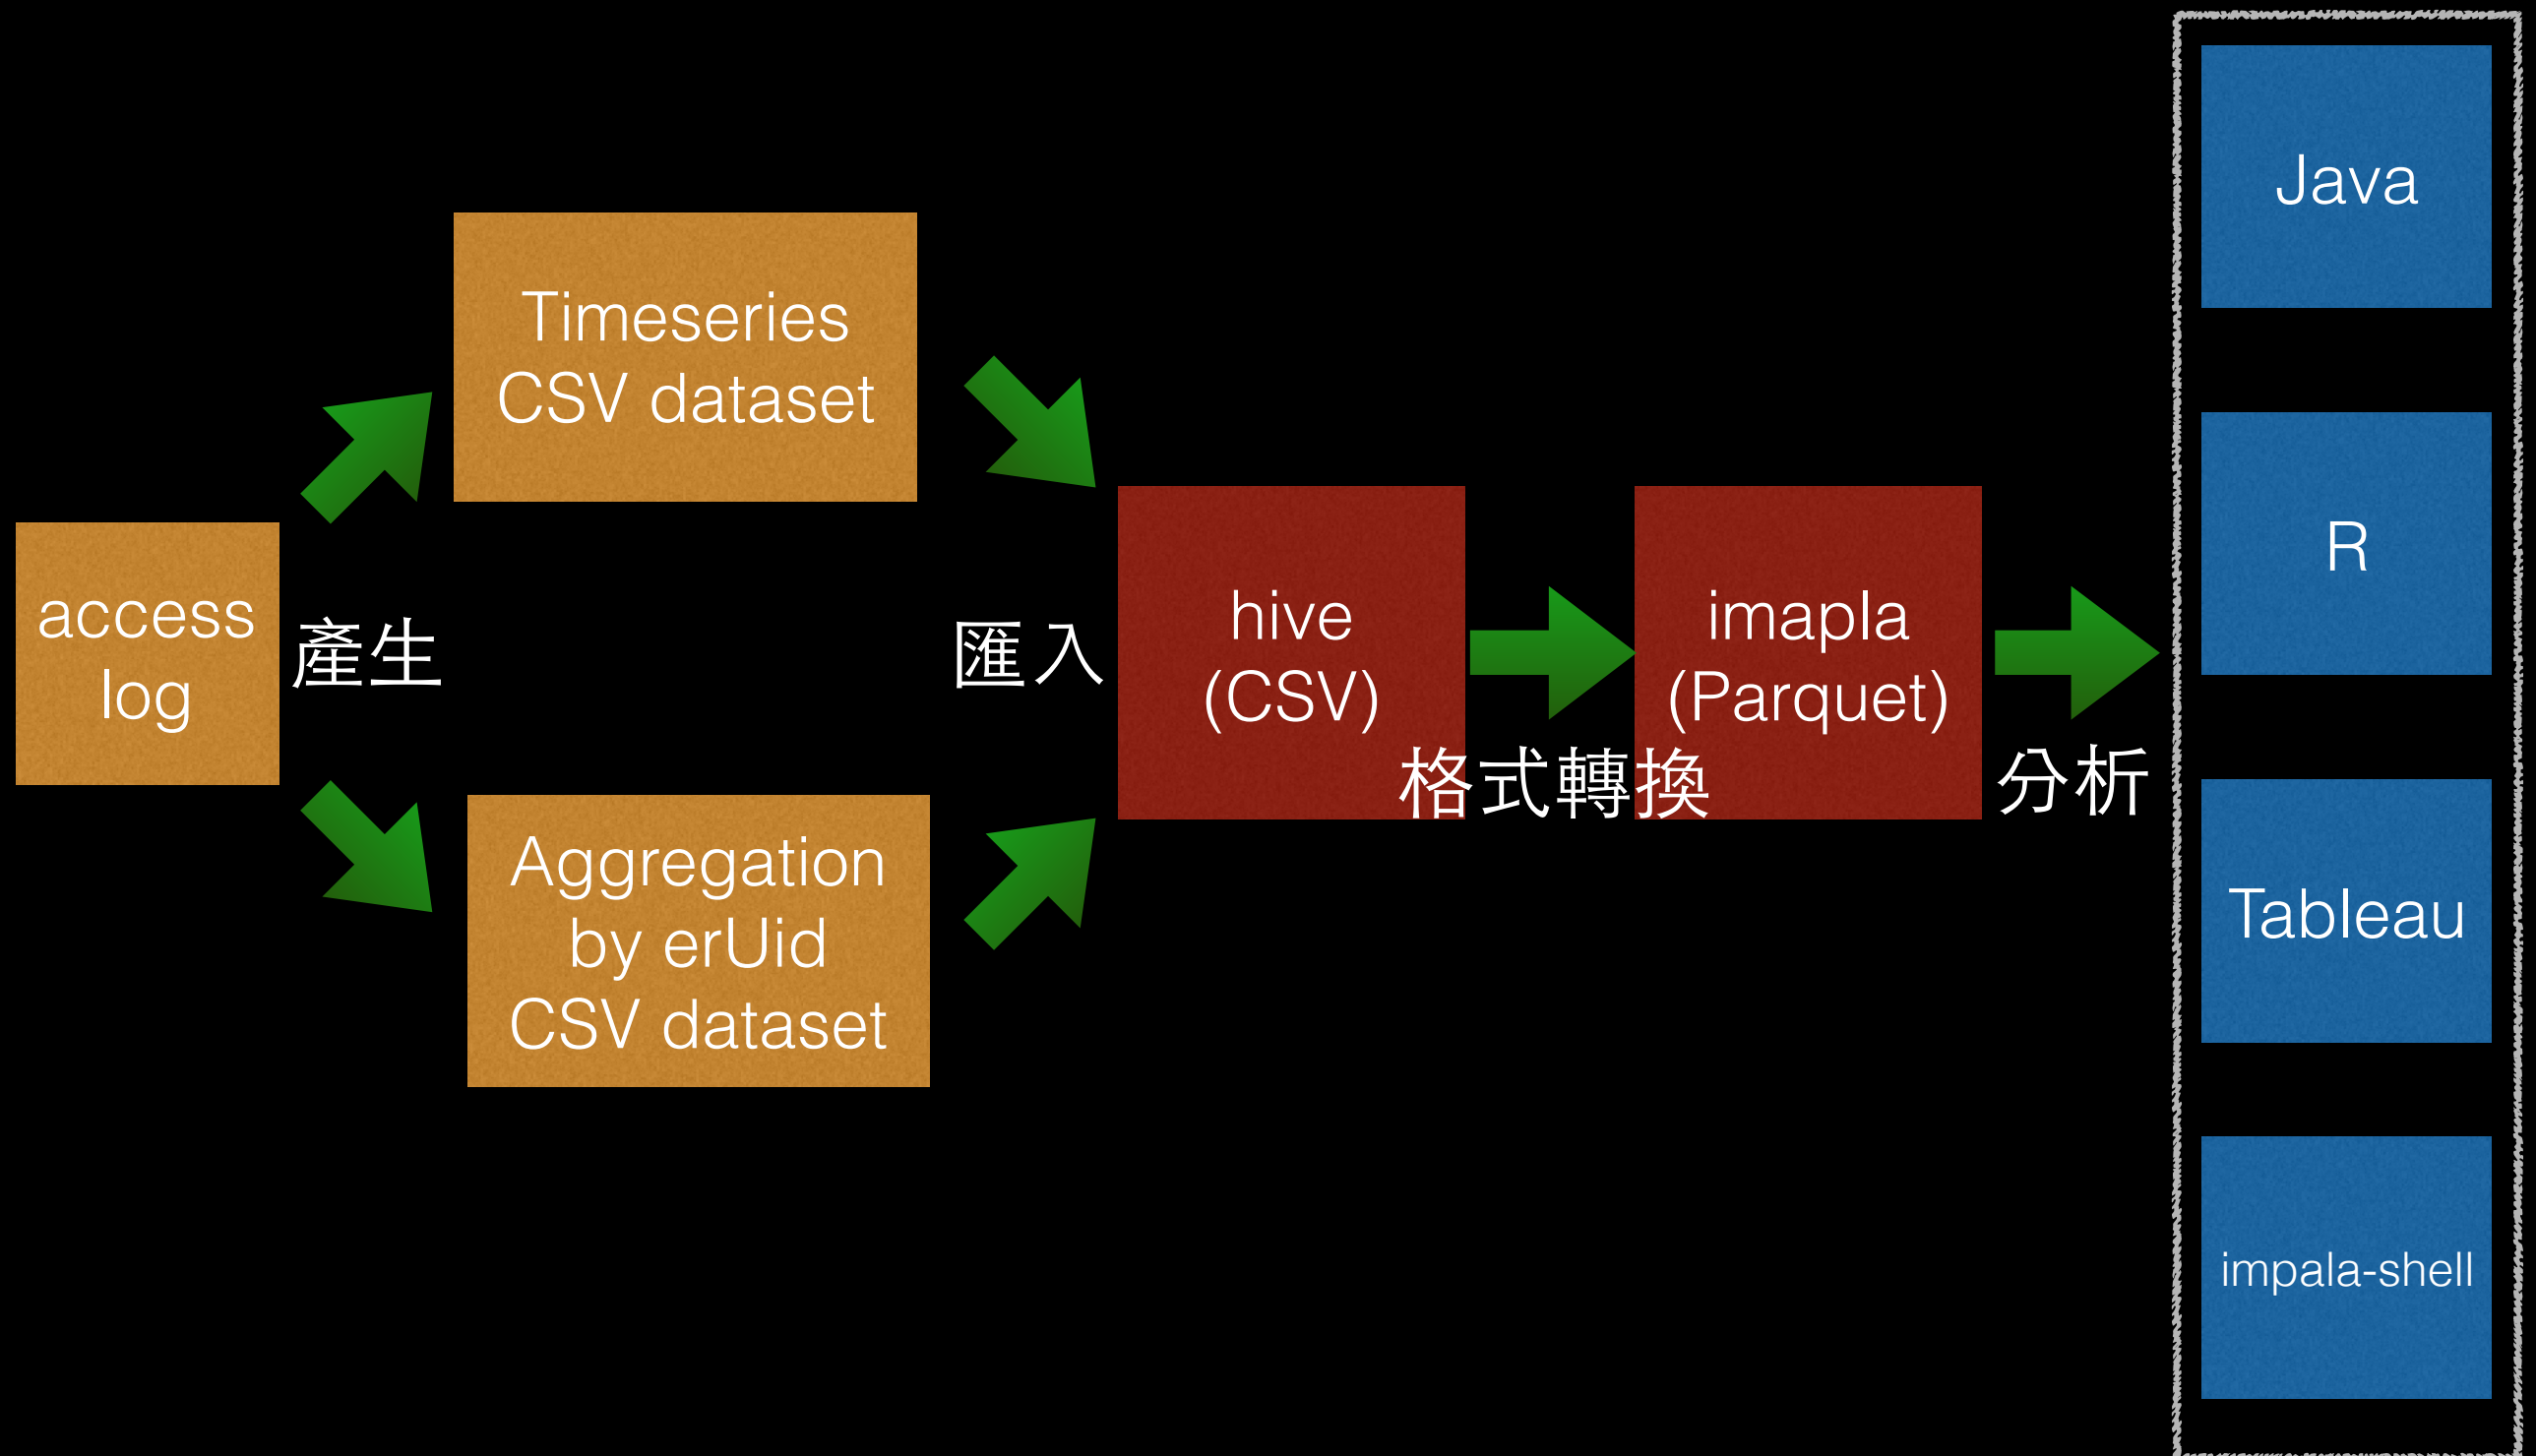 access
log
產生
Timeseries
CSV dataset
Aggregation
by erUid
CSV dataset
匯入
hive
(CSV)
格式轉換
imapla
(Parquet)
分析
Java
R
Tableau
impala-shell